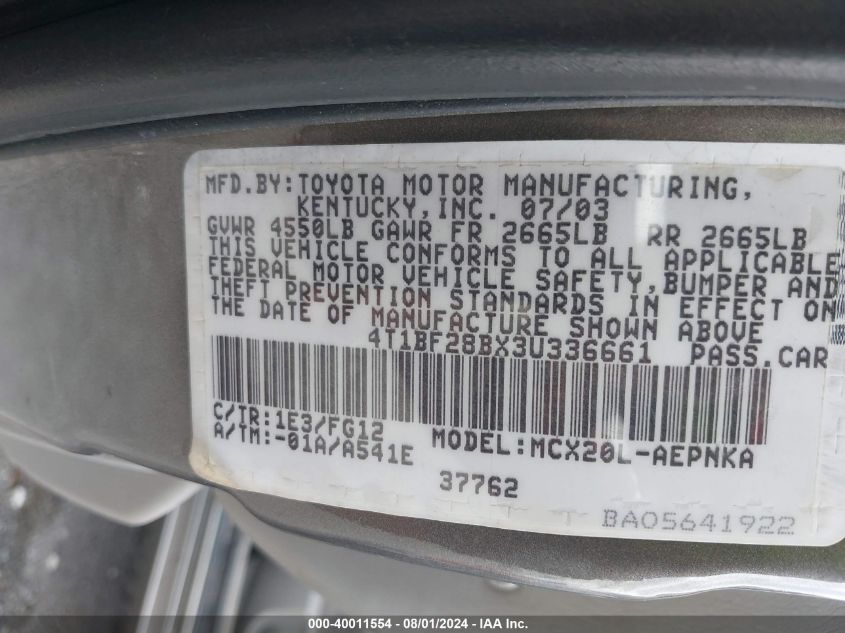 MFD.BY:TOYOTA MOTOR MANUFACTURING,
KENTUCKY,INC. 07/03
GVWR 4550LB GAWR FR 2665LB RR 2665LB
THIS VEHICLE CONFORMS TO ALL APPLICABLE
FEDERAL MOTOR VEHICLE SAFETY,BUMPER AND
THEFT PREVENTION STANDARDS IN EFFECT ON
THE DATE OF MANUFACTURE SHOWN ABOVE
4T1BF28BX3U336661 PASS.CAR
C/TR:1E3/FG12
A/TM:-01A/A541E MODEL:MCX20L-AEPNKA
37762
BA05641922
000-40011554 - 08/01/2024 - IAA Inc.